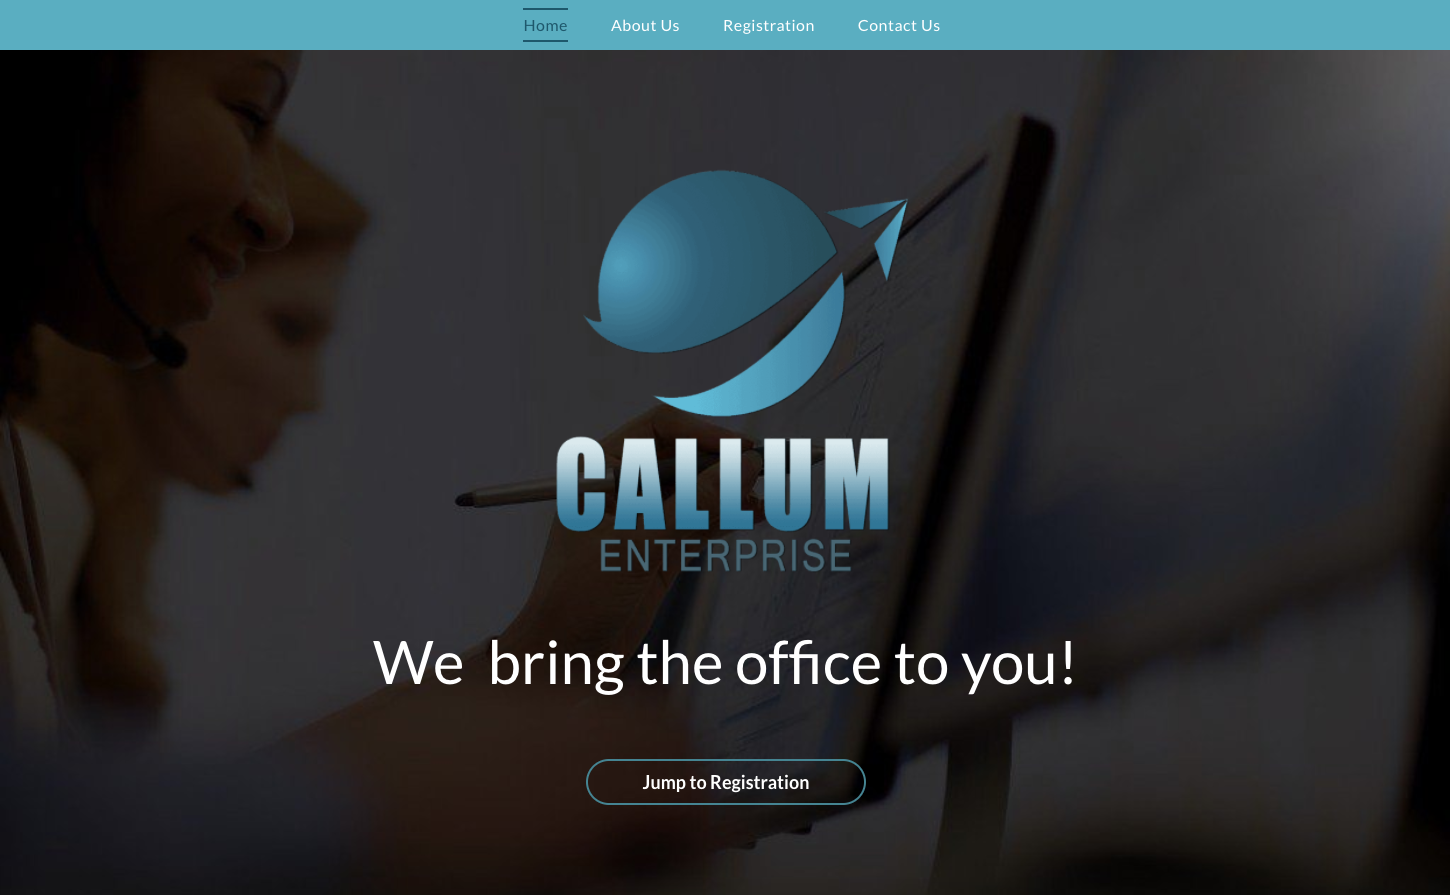 Home About Us Registration Contact Us
CALLUM
ENTERPRISE
We  bring the office to you!
Jump to Registration